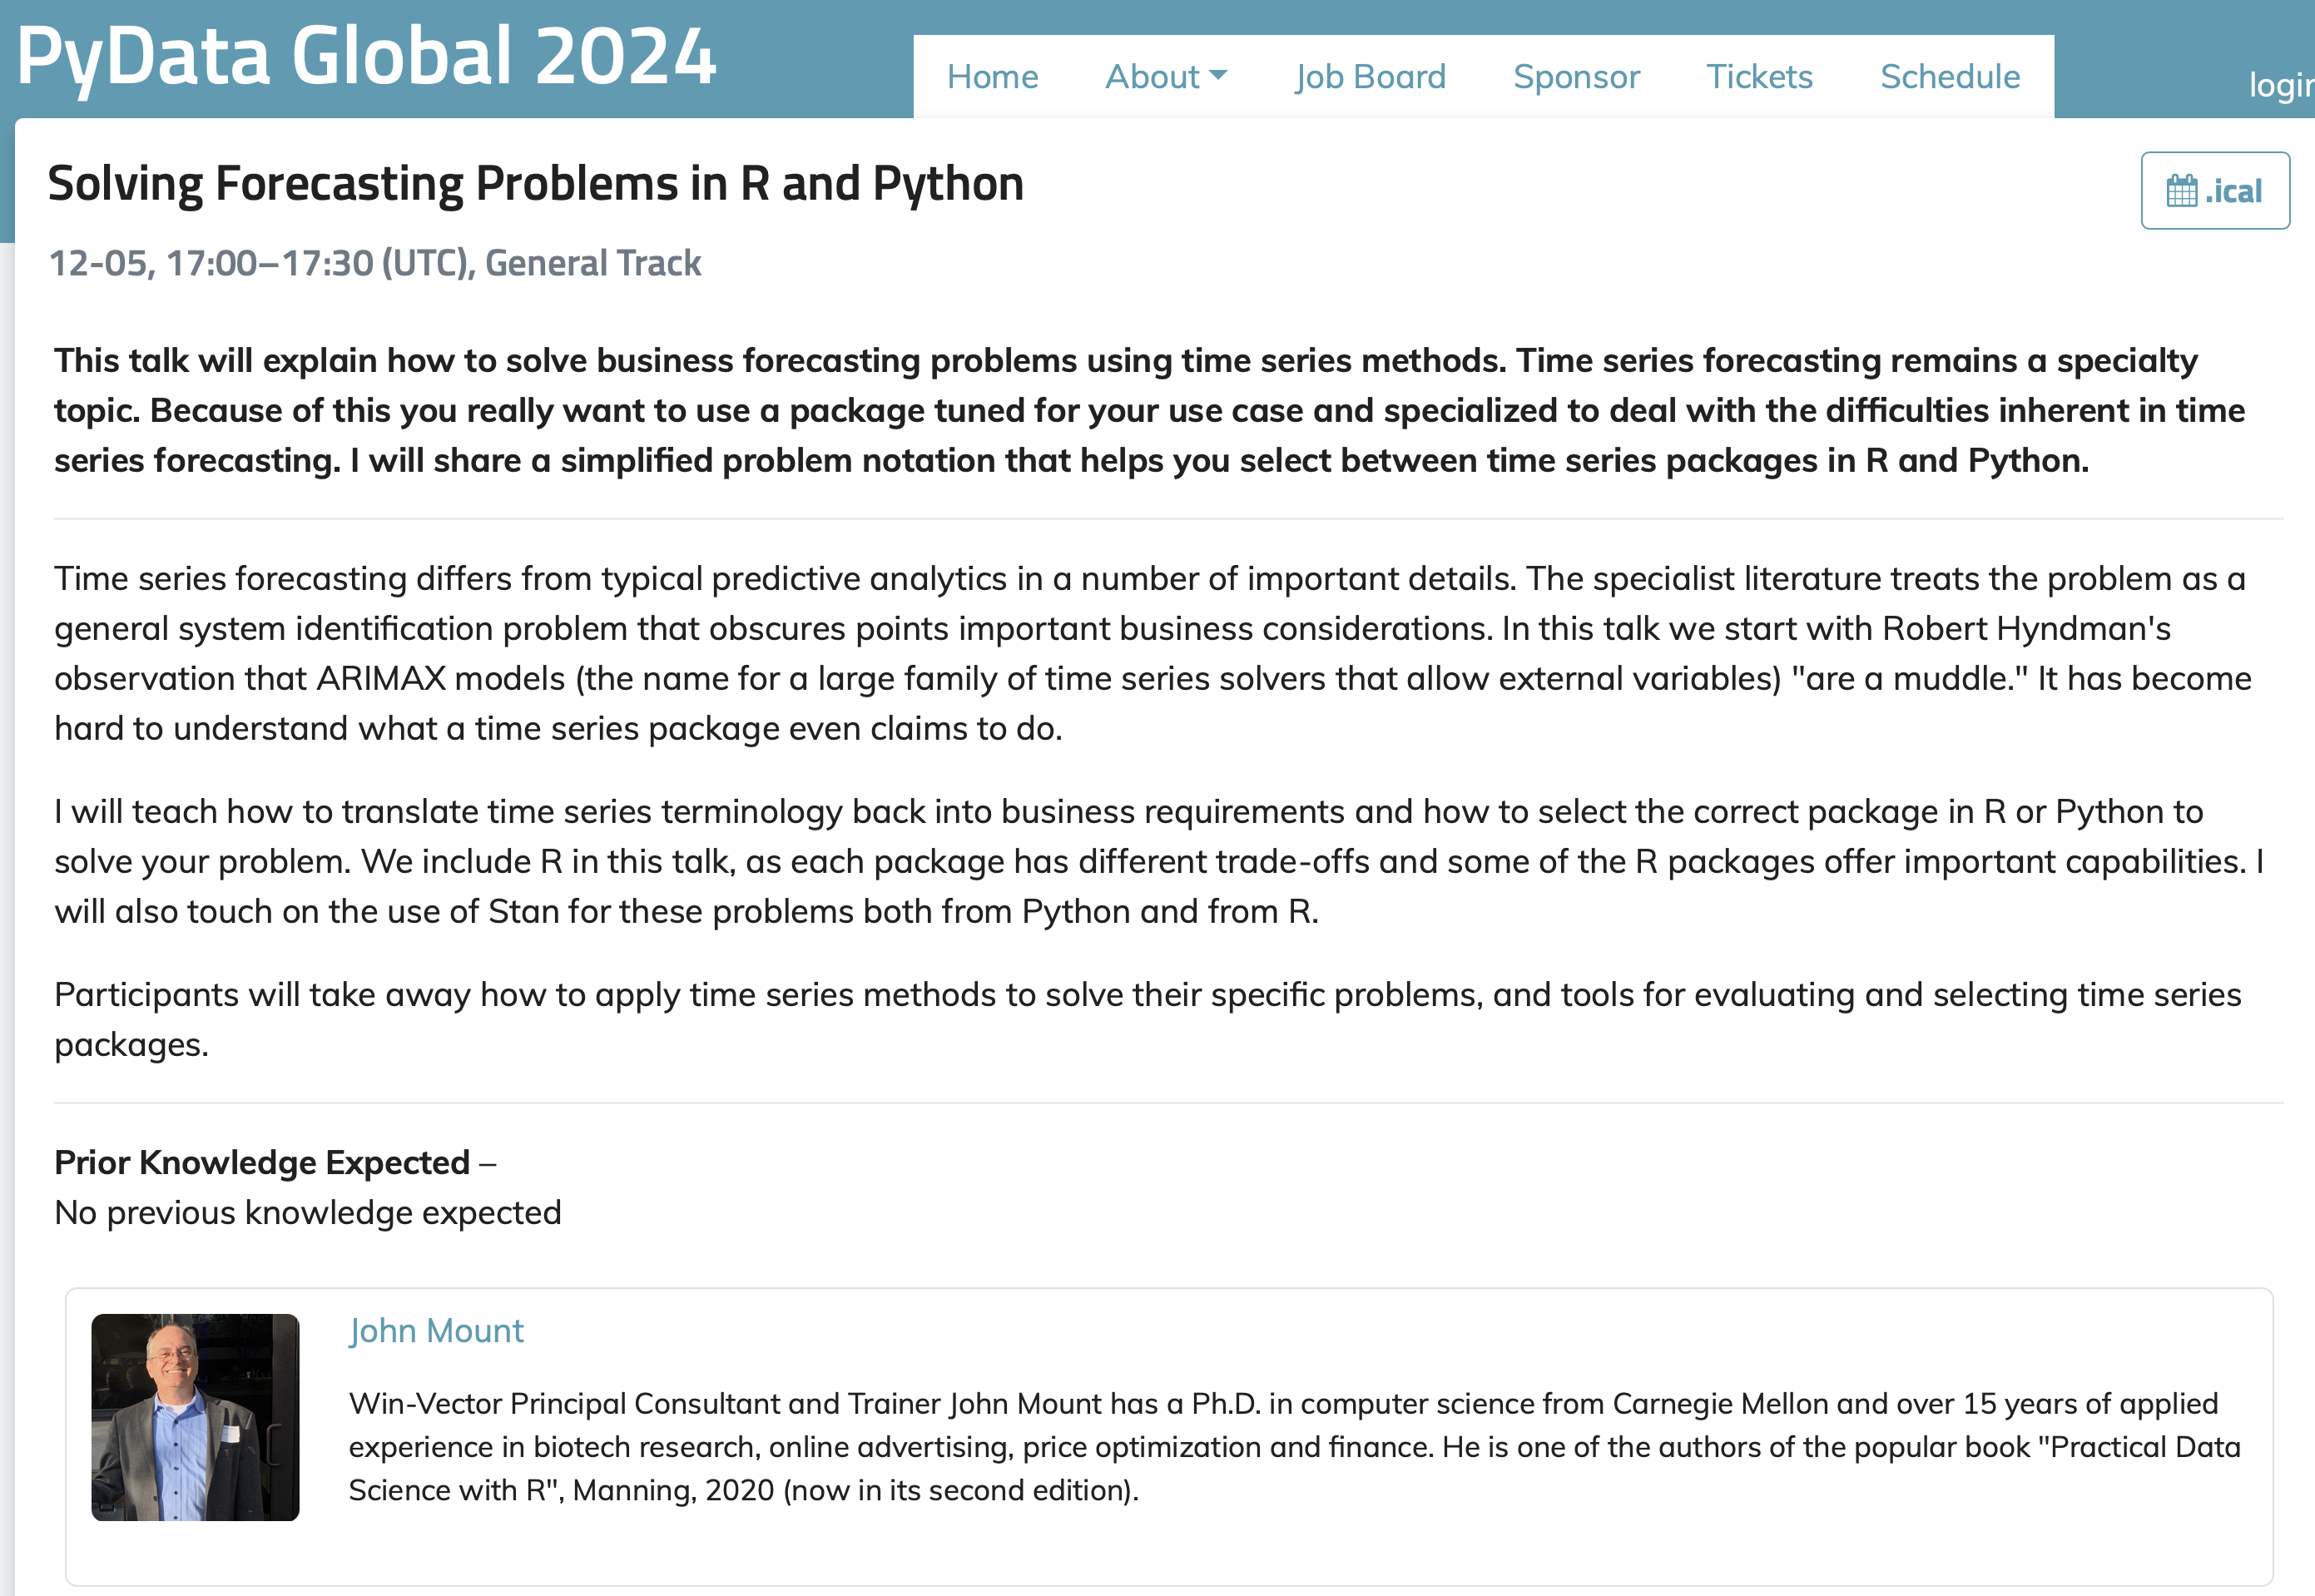 PyData Global 2024
Home About Job Board Sponsor Tickets Schedule
login
Solving Forecasting Problems in R and Python
.ical
12-05, 17:00–17:30 (UTC), General Track
This talk will explain how to solve business forecasting problems using time series methods. Time series forecasting remains a specialty
topic. Because of this you really want to use a package tuned for your use case and specialized to deal with the difficulties inherent in time
series forecasting. I will share a simplified problem notation that helps you select between time series packages in R and Python.
Time series forecasting differs from typical predictive analytics in a number of important details. The specialist literature treats the problem as a
general system identification problem that obscures points important business considerations. In this talk we start with Robert Hyndman's
observation that ARIMAX models (the name for a large family of time series solvers that allow external variables) "are a muddle." It has become
hard to understand what a time series package even claims to do.
I will teach how to translate time series terminology back into business requirements and how to select the correct package in R or Python to
solve your problem. We include R in this talk, as each package has different trade-offs and some of the R packages offer important capabilities. I
will also touch on the use of Stan for these problems both from Python and from R.
Participants will take away how to apply time series methods to solve their specific problems, and tools for evaluating and selecting time series
packages.
Prior Knowledge Expected –
No previous knowledge expected
John Mount
Win-Vector Principal Consultant and Trainer John Mount has a Ph.D. in computer science from Carnegie Mellon and over 15 years of applied
experience in biotech research, online advertising, price optimization and finance. He is one of the authors of the popular book "Practical Data
Science with R", Manning, 2020 (now in its second edition).